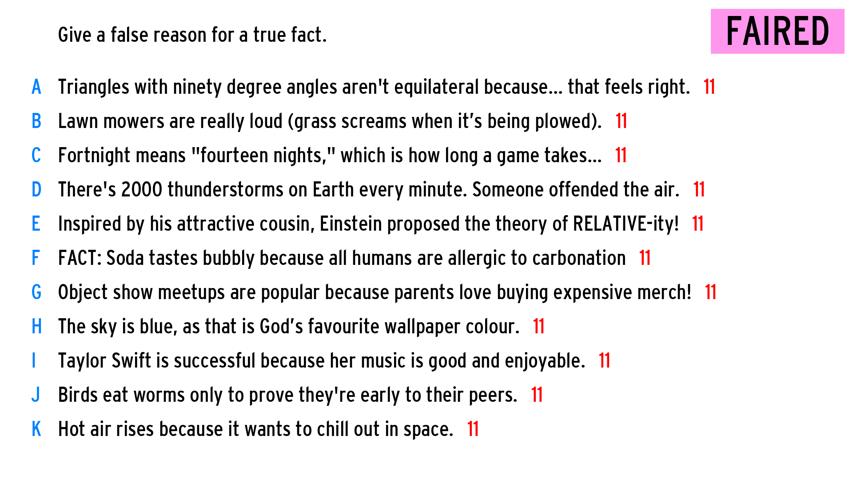 Give a false reason for a true fact.
FAIRED
A Triangles with ninety degree angles aren't equilateral because... that feels right. 11
B Lawn mowers are really loud (grass screams when it’s being plowed). 11
C Fortnight means "fourteen nights," which is how long a game takes... 11
D There's 2000 thunderstorms on Earth every minute. Someone offended the air. 11
E Inspired by his attractive cousin, Einstein proposed the theory of RELATIVE-ity! 11
F FACT: Soda tastes bubbly because all humans are allergic to carbonation 11
G Object show meetups are popular because parents love buying expensive merch! 11
H The sky is blue, as that is God’s favourite wallpaper colour. 11
I Taylor Swift is successful because her music is good and enjoyable. 11
J Birds eat worms only to prove they're early to their peers. 11
K Hot air rises because it wants to chill out in space. 11